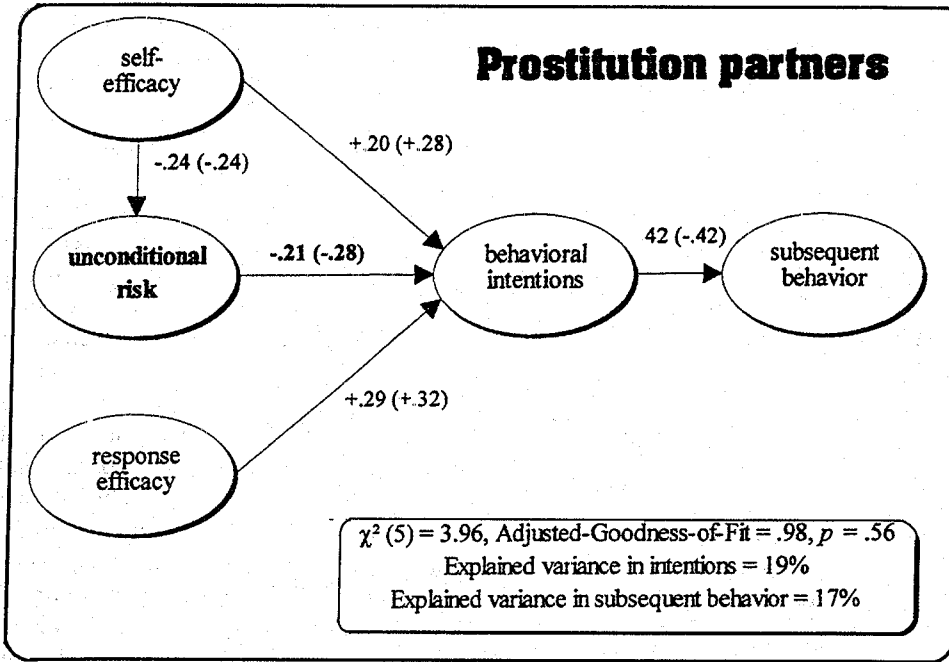 Prostitution partners
self-
efficacy
+.20 (+.28)
-.24 (-.24)
unconditional
risk
-.21 (-.28)
behavioral
intentions
42 (-.42)
subsequent
behavior
+.29 (+.32)
response
efficacy
χ² (5) = 3.96, Adjusted-Goodness-of-Fit = .98, p = .56
Explained variance in intentions = 19%
Explained variance in subsequent behavior = 17%